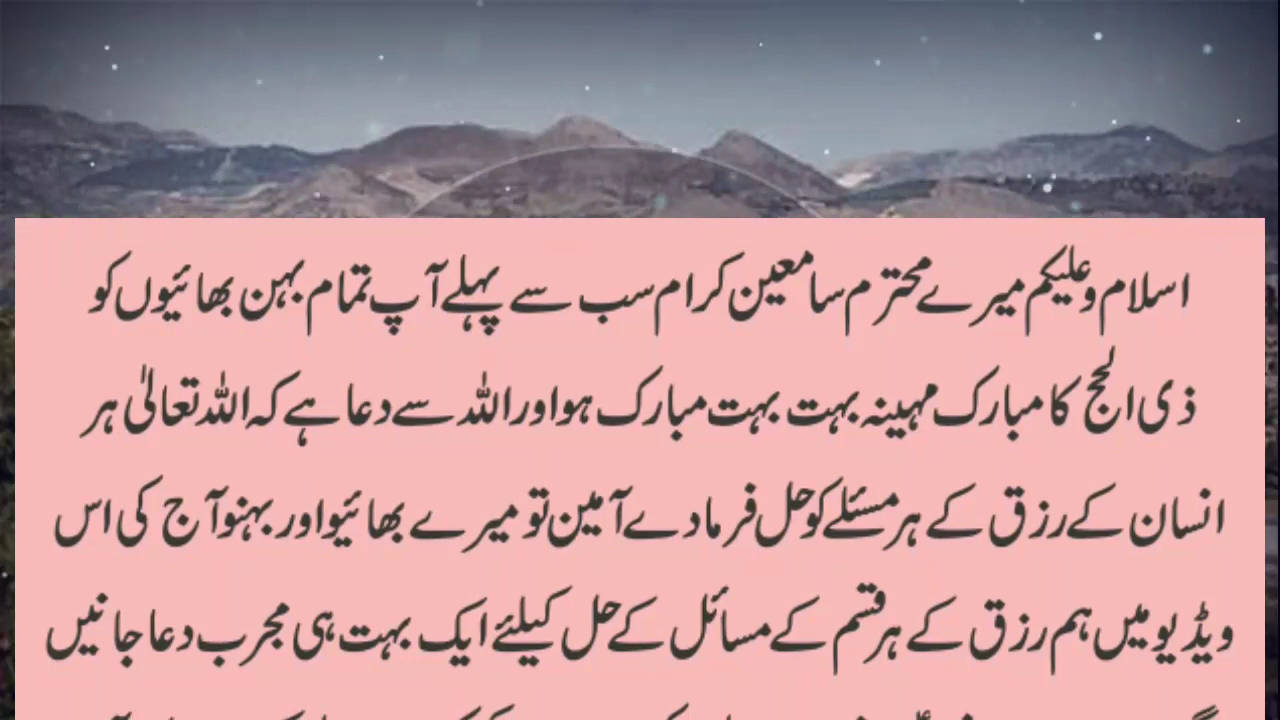 اسلام وعلیکم میرے محترم سامعین کرام سب سے پہلے آپ تمام بہن بھائیوں کو
ذی الحج کا مبارک مہینہ بہت بہت مبارک ہو اور اللہ سے دعا ہے کہ اللہ تعالیٰ ہر
انسان کے رزق کے ہر مسئلے کو حل فرما دے آمین تو میرے بھائیو اور بہنو آج کی اس
ویڈیو میں ہم رزق کے ہر قسم کے مسائل کے حل کیلئے ایک بہت ہی مجرب دعا جانیں